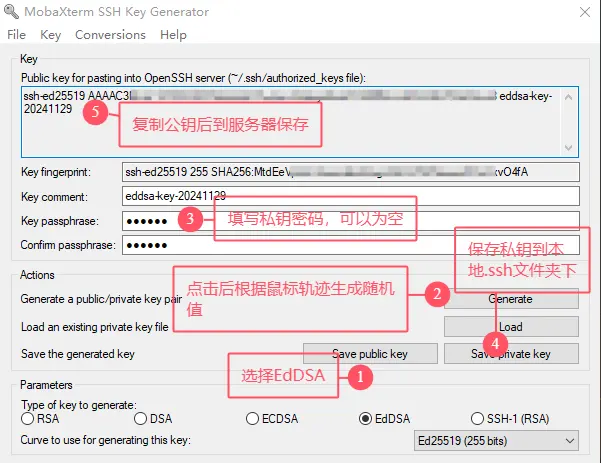 MobaXterm SSH Key Generator
File Key Conversions Help
Key
Public key for pasting into OpenSSH server (~/.ssh/authorized_keys file):
ssh-ed25519 AAAAC3 eddsa-key-
20241129
5
复制公钥后到服务器保存
Key fingerprint: ssh-ed25519 255 SHA256:MtdEeV xvO4fA
Key comment: eddsa-key-20241129
Key passphrase: ●●●●●●
3
填写私钥密码，可以为空
Confirm passphrase: ●●●●●●
保存私钥到本
地.ssh文件夹下
Actions
Generate a public/private key pair
点击后根据鼠标轨迹生成随机
值
2
Generate
Load an existing private key file
Load
4
Save the generated key
Save public key
Save private key
选择EdDSA
1
Parameters
Type of key to generate:
RSA DSA ECDSA EdDSA SSH-1 (RSA)
Curve to use for generating this key: Ed25519 (255 bits)